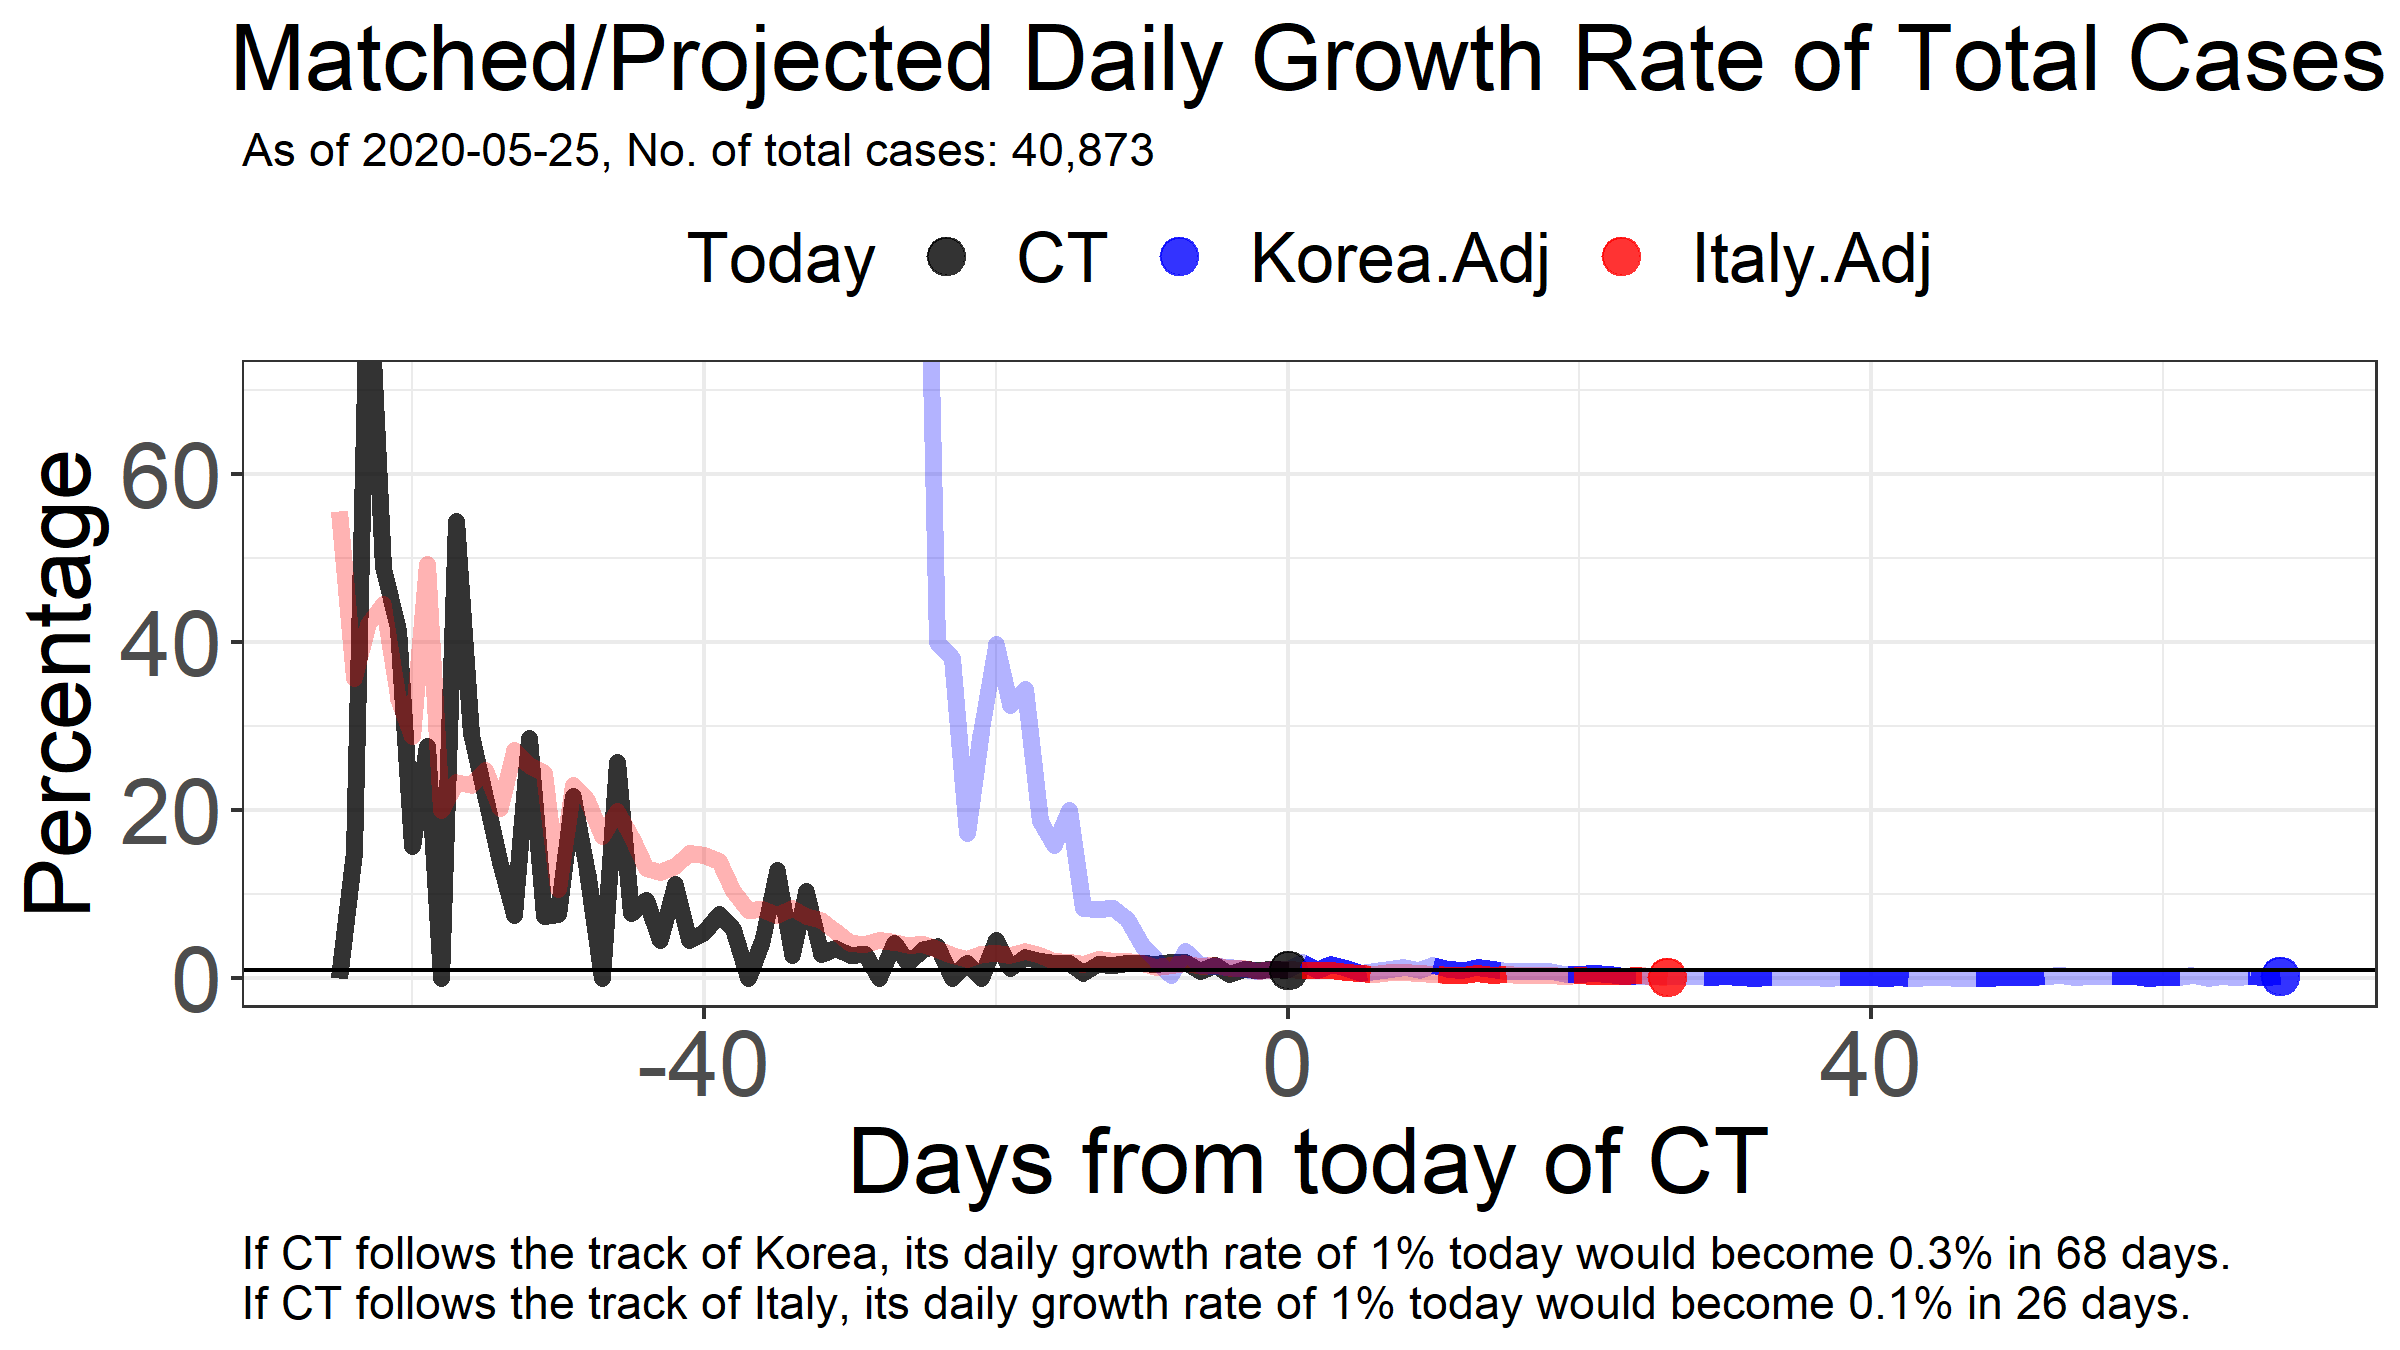 Matched/Projected Daily Growth Rate of Total Cases
As of 2020-05-25, No. of total cases: 40,873
Today CT Korea.Adj Italy.Adj
Percentage
60
40
20
0
-40 0 40
Days from today of CT
If CT follows the track of Korea, its daily growth rate of 1% today would become 0.3% in 68 days.
If CT follows the track of Italy, its daily growth rate of 1% today would become 0.1% in 26 days.